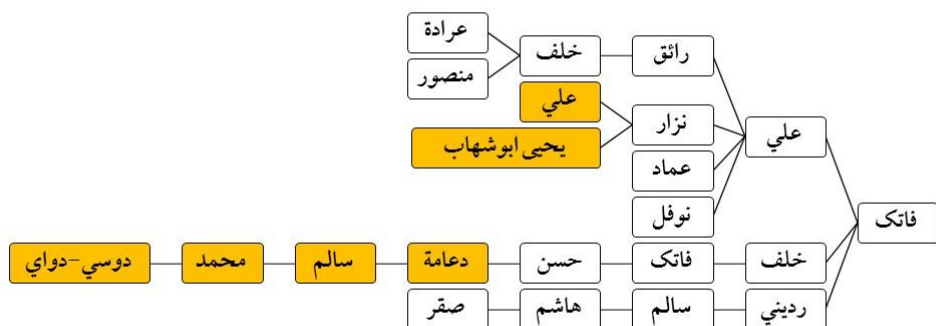 عرادة
خلف
رائق
منصور
علي
نزار
علي
يحيى ابوشهاب
عماد
نوفل
فاتک
دوسي-دواي
محمد
سالم
دعامة
حسن
فاتک
خلف
صقر
هاشم
سالم
رديني